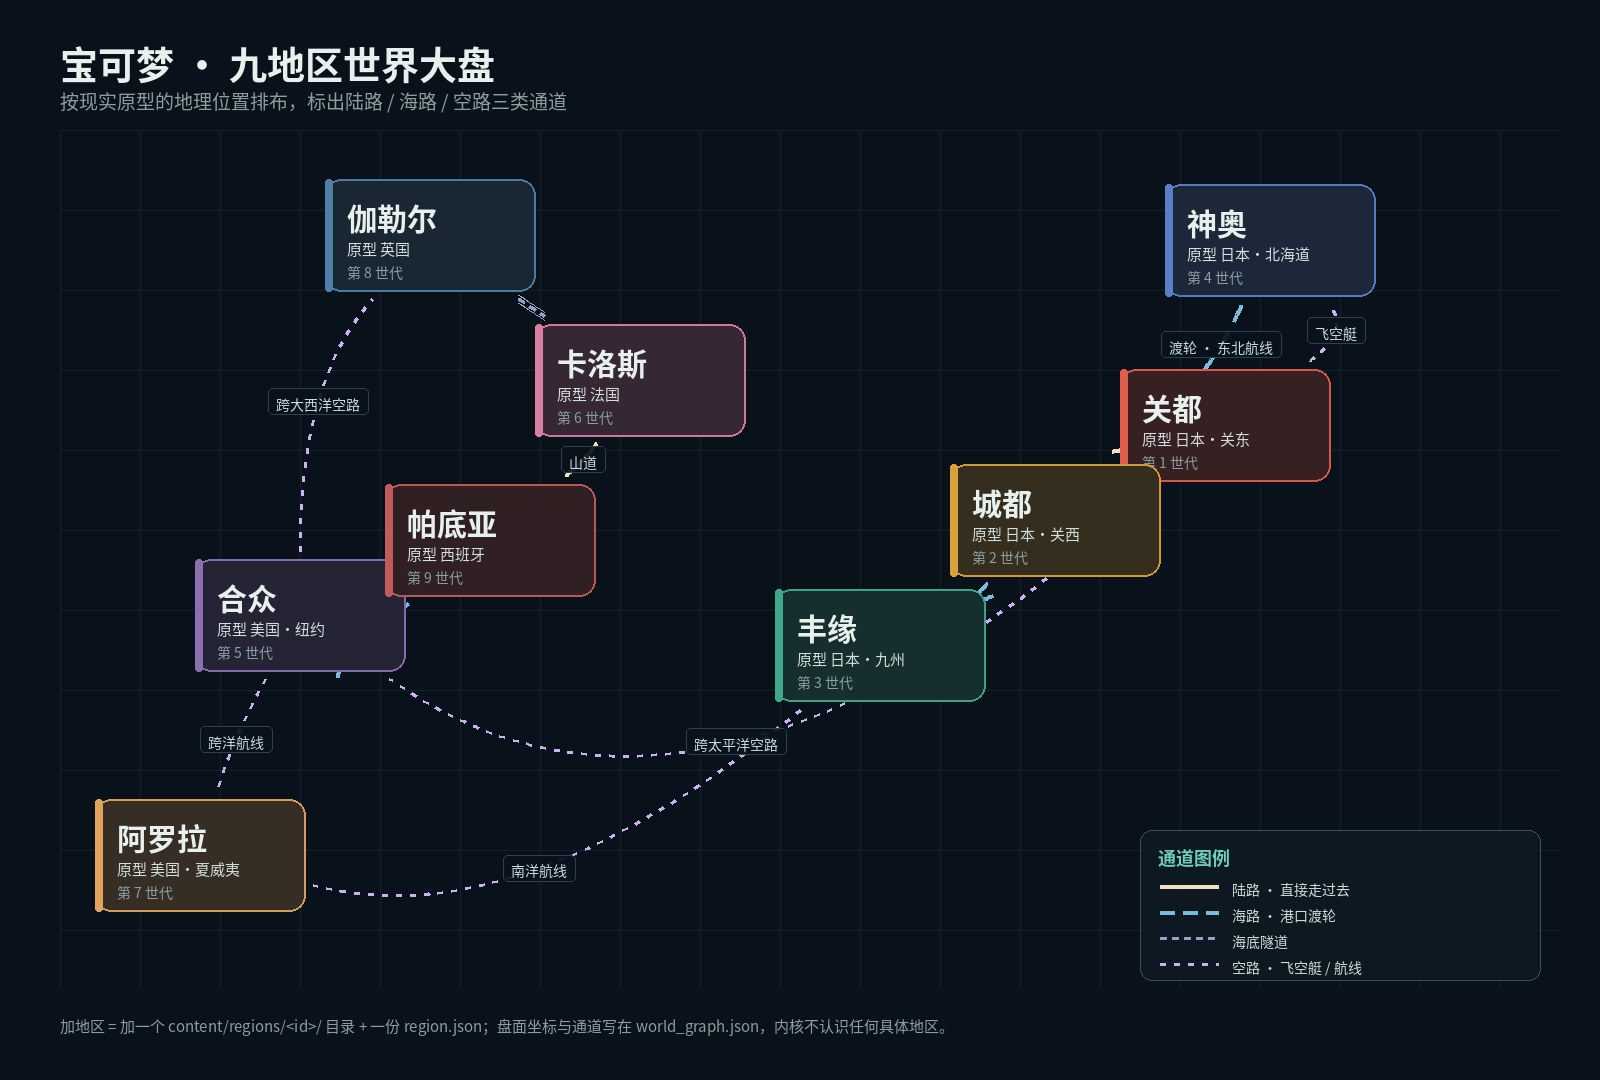 宝可梦 · 九地区世界大盘
按现实原型的地理位置排布，标出陆路 / 海路 / 空路三类通道
伽勒尔
原型 英国
第 8 世代
神奥
原型 日本·北海道
第 4 世代
渡轮 · 东北航线
飞空艇
卡洛斯
原型 法国
第 6 世代
跨大西洋空路
关都
原型 日本·关东
第 1 世代
山道
帕底亚
原型 西班牙
第 9 世代
城都
原型 日本·关西
第 2 世代
合众
原型 美国·纽约
第 5 世代
丰缘
原型 日本·九州
第 3 世代
跨洋航线
跨太平洋空路
阿罗拉
原型 美国·夏威夷
第 7 世代
南洋航线
通道图例
陆路 · 直接走过去
海路 · 港口渡轮
海底隧道
空路 · 飞空艇 / 航线
加地区 = 加一个 content/regions/<id>/ 目录 + 一份 region.json；盘面坐标与通道写在 world_graph.json，内核不认识任何具体地区。